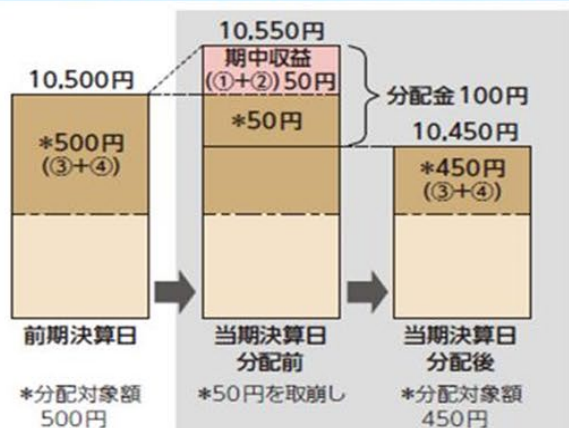 10,550円
期中収益
(①+②)50円
10,500円
分配金100円
*50円
*500円
(③+④)
10,450円
*450円
(③+④)
前期決算日
当期決算日
分配前
当期決算日
分配後
*分配対象額
500円
*50円を取崩し
*分配対象額
450円